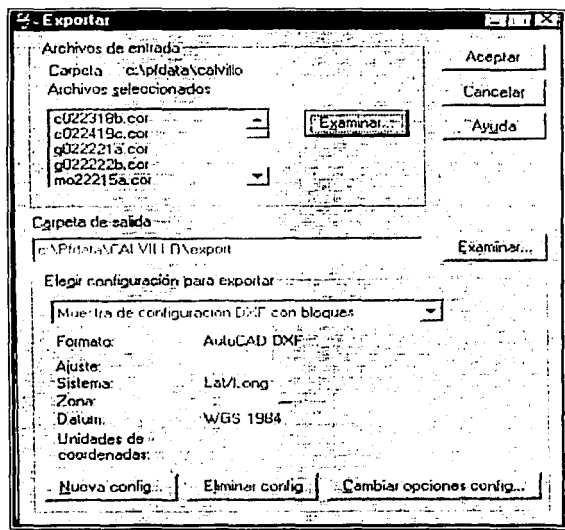 Exportar
Archivos de entrada
Carpeta c:\pfdata\calvillo
Archivos seleccionados
c022318b.cor
c022419c.cor
g022221a.cor
g022222b.cor
mo22215a.cor
Examinar...
Aceptar
Cancelar
Ayuda
Carpeta de salida
c:\Pfdata\CALVILLO\export
Examinar...
Elegir configuración para exportar
Muestra de configuración DXF con bloques
Formato: AutoCAD DXF
Ajuste:
Sistema: Lat/Long
Zona:
Datum: WGS 1984
Unidades de
coordenadas:
Nueva config...
Eliminar config
Cambiar opciones config...